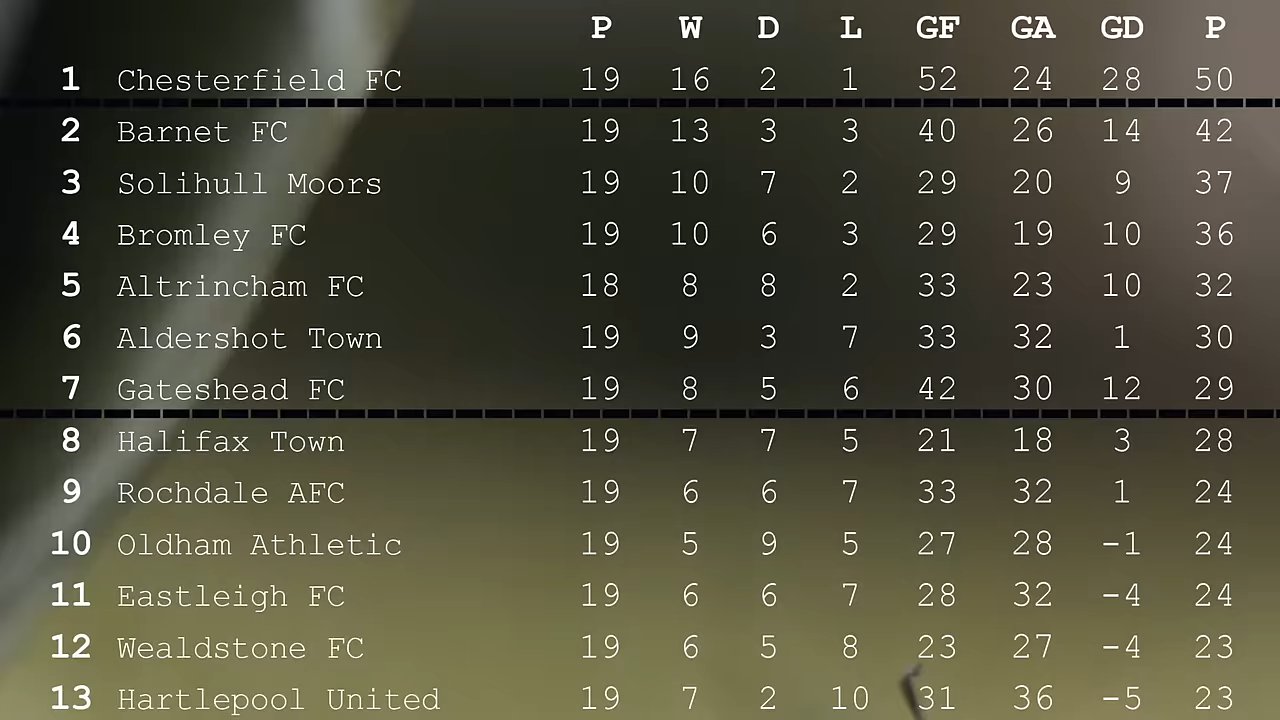 P W D L GF GA GD P
1 Chesterfield FC 19 16 2 1 52 24 28 50
2 Barnet FC 19 13 3 3 40 26 14 42
3 Solihull Moors 19 10 7 2 29 20 9 37
4 Bromley FC 19 10 6 3 29 19 10 36
5 Altrincham FC 18 8 8 2 33 23 10 32
6 Aldershot Town 19 9 3 7 33 32 1 30
7 Gateshead FC 19 8 5 6 42 30 12 29
8 Halifax Town 19 7 7 5 21 18 3 28
9 Rochdale AFC 19 6 6 7 33 32 1 24
10 Oldham Athletic 19 5 9 5 27 28 -1 24
11 Eastleigh FC 19 6 6 7 28 32 -4 24
12 Wealdstone FC 19 6 5 8 23 27 -4 23
13 Hartlepool United 19 7 2 10 31 36 -5 23